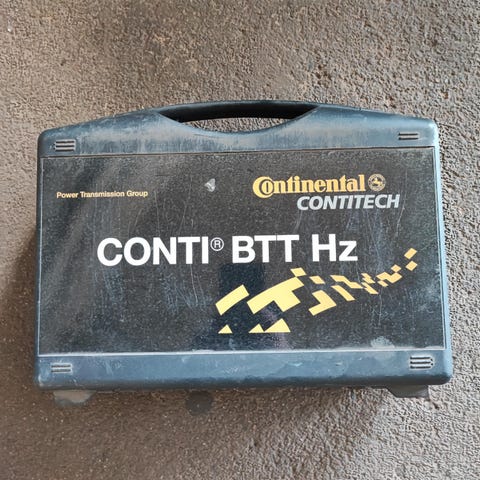 Power Transmission Group
Continental
CONTITECH
CONTI® BTT Hz